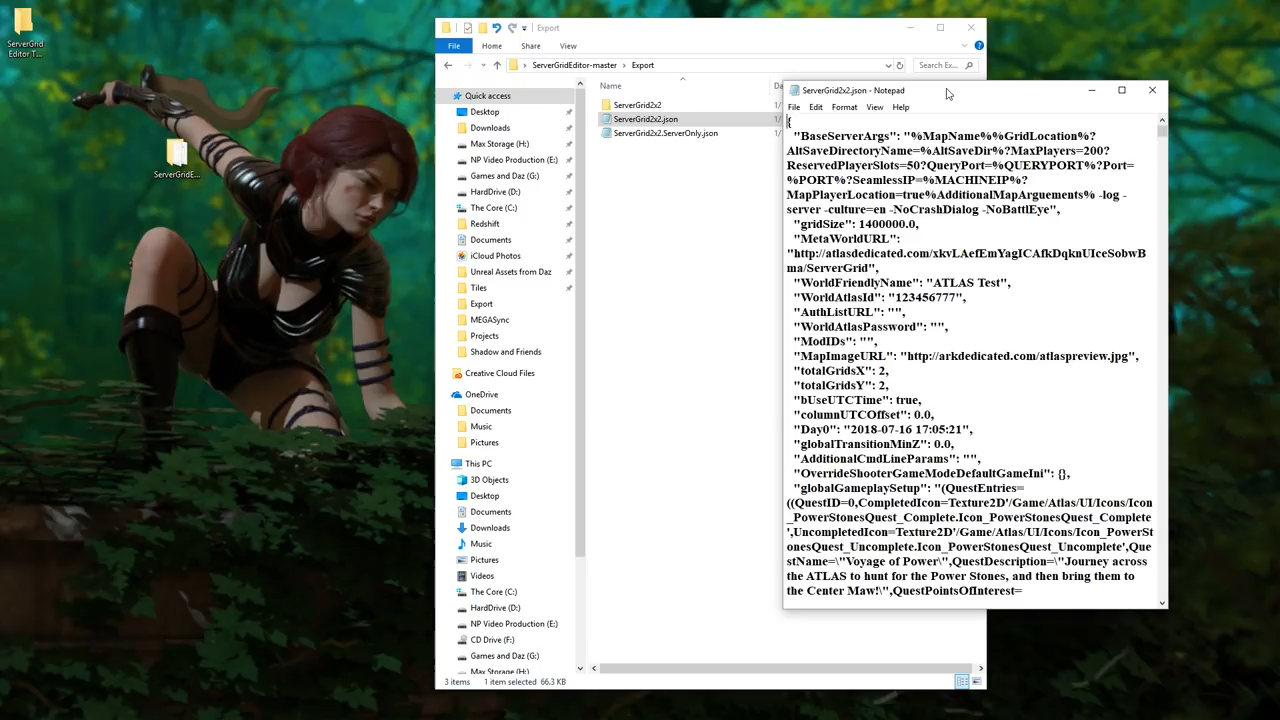 ServerGrid
Editor T...
ServerGridE...
Export
File
Home
Share
View
ServerGridEditor-master
Export
Search Ex...
Name
Quick access
Desktop
Downloads
Max Storage (H:)
NP Video Production (E:)
Games and Daz (G:)
HardDrive (D:)
The Core (C:)
Redshift
Documents
iCloud Photos
Unreal Assets from Daz
Tiles
Export
MEGASync
Projects
Shadow and Friends
Creative Cloud Files
OneDrive
Documents
Music
Pictures
This PC
3D Objects
Desktop
Documents
Downloads
Music
Pictures
Videos
The Core (C:)
HardDrive (D:)
NP Video Production (E:)
CD Drive (F:)
Games and Daz (G:)
Max Storage (H:)
ServerGrid2x2
1/
ServerGrid2x2.json
1/
ServerGrid2x2.ServerOnly.json
1/
3 items
1 item selected 66.3 KB
ServerGrid2x2.json - Notepad
File
Edit
Format
View
Help
{
"BaseServerArgs": "%MapName%%GridLocation%?
AltSaveDirectoryName=%AltSaveDir%?MaxPlayers=200?
ReservedPlayerSlots=50?QueryPort=%QUERYPORT%?Port=
%PORT%?SeamlessIP=%MACHINEIP%?
MapPlayerLocation=true%AdditionalMapArguements% -log -
server -culture=en -NoCrashDialog -NoBattlEye",
"gridSize": 1400000.0,
"MetaWorldURL":
"http://atlasdedicated.com/xkvLAefEmYagICAfkDqknUIceSobwB
ma/ServerGrid",
"WorldFriendlyName": "ATLAS Test",
"WorldAtlasId": "123456777",
"AuthListURL": "",
"WorldAtlasPassword": "",
"ModIDs": "",
"MapImageURL": "http://arkdedicated.com/atlaspreview.jpg",
"totalGridsX": 2,
"totalGridsY": 2,
"bUseUTCTime": true,
"columnUTCOffset": 0.0,
"Day0": "2018-07-16 17:05:21",
"globalTransitionMinZ": 0.0,
"AdditionalCmdLineParams": "",
"OverrideShooterGameModeDefaultGameIni": {},
"globalGameplaySetup": "(QuestEntries=
((QuestID=0,CompletedIcon=Texture2D'/Game/Atlas/UI/Icons/Icon
_PowerStonesQuest_Complete.Icon_PowerStonesQuest_Complete
',UncompletedIcon=Texture2D'/Game/Atlas/UI/Icons/Icon_PowerSt
onesQuest_Uncomplete.Icon_PowerStonesQuest_Uncomplete',Que
stName=\"Voyage of Power\",QuestDescription=\"Journey across
the ATLAS to hunt for the Power Stones, and then bring them to
the Center Maw!\",QuestPointsOfInterest=